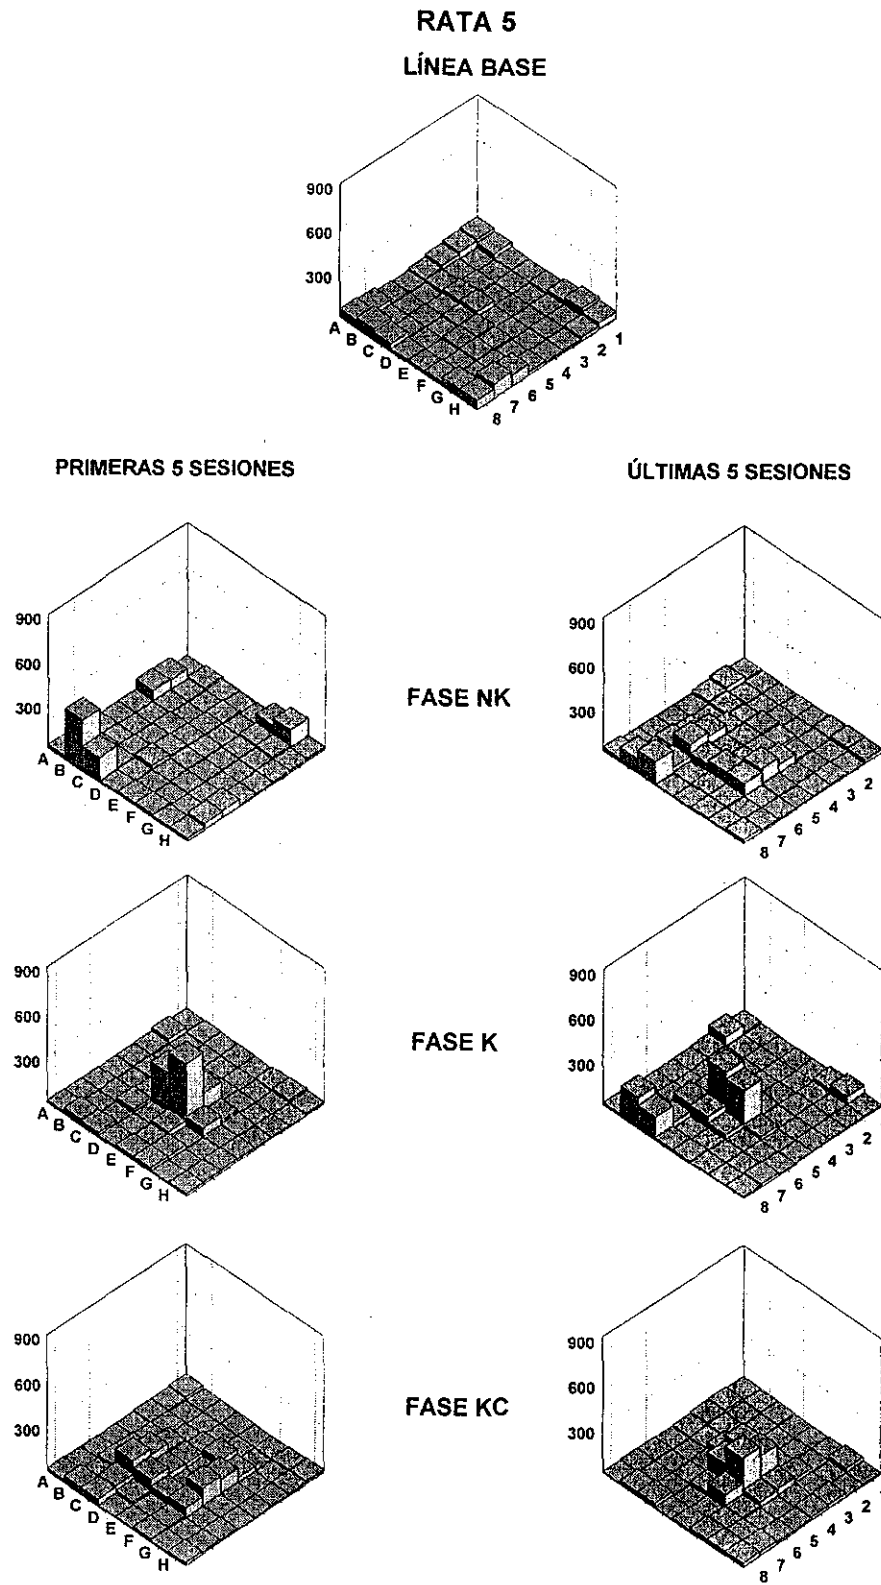 RATA 5
LÍNEA BASE
900
600
300
A B C D E F G H
8 7 6 5 4 3 2 1
PRIMERAS 5 SESIONES
ÚLTIMAS 5 SESIONES
900
600
300
A B C D E F G H
FASE NK
900
600
300
8 7 6 5 4 3 2
900
600
300
A B C D E F G H
FASE K
900
600
300
8 7 6 5 4 3 2
900
600
300
A B C D E F G H
FASE KC
900
600
300
8 7 6 5 4 3 2